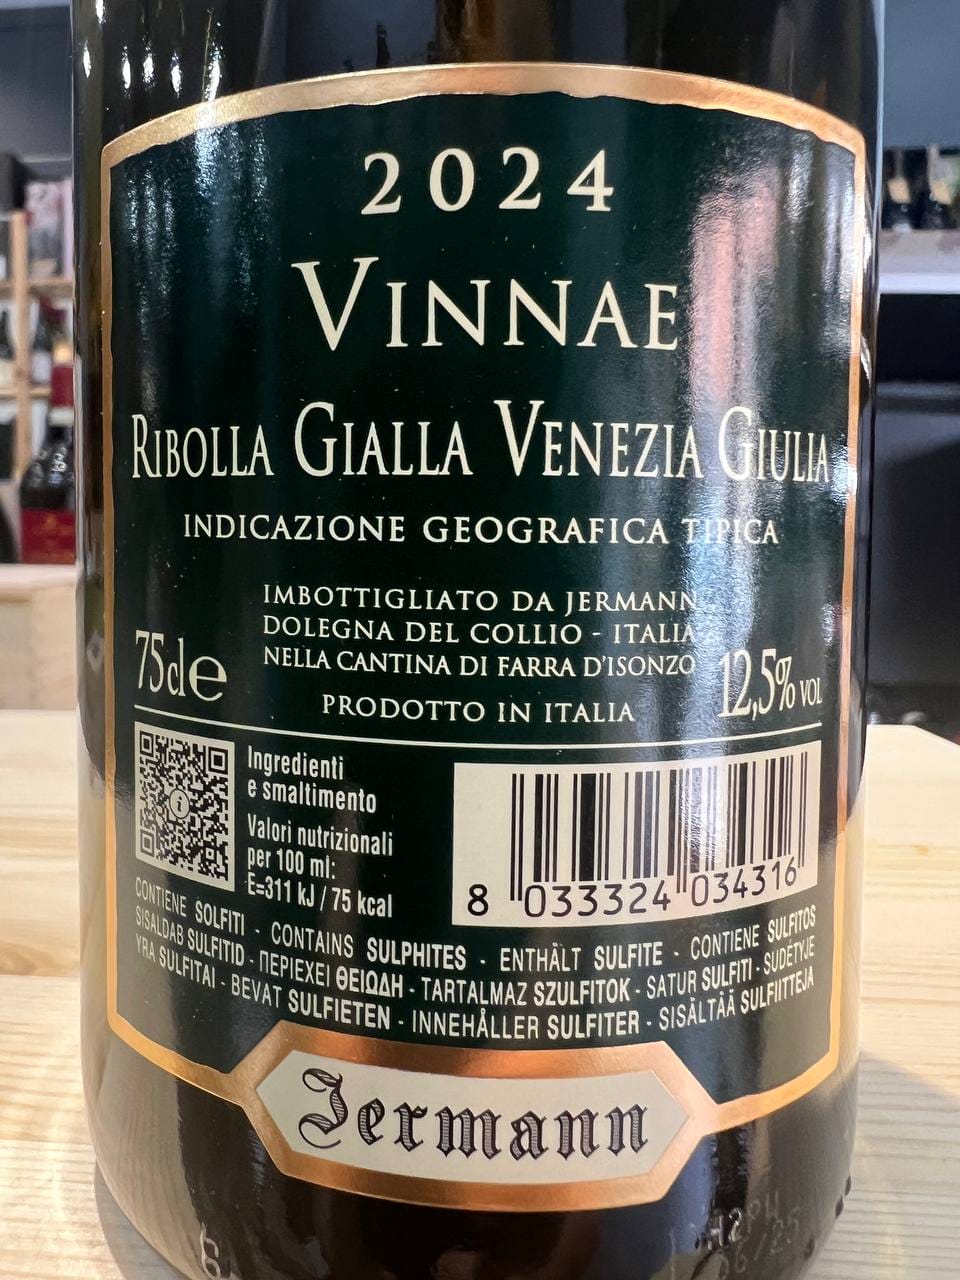 2024
VINNAE
RIBOLLA GIALLA VENEZIA GIULIA
INDICAZIONE GEOGRAFICA TIPICA
IMBOTTIGLIATO DA JERMANN
DOLEGNA DEL COLLIO - ITALIA
NELLA CANTINA DI FARRA D'ISONZO
PRODOTTO IN ITALIA
75cl e
12,5% VOL
Ingredienti
e smaltimento
Valori nutrizionali
per 100 ml:
E=311 kJ / 75 kcal
8 033324 034316
CONTIENE SOLFITI - CONTAINS SULPHITES - ENTHÄLT SULFITE - CONTIENE SULFITOS
SISALDAB SULFITID - ΠΕΡΙΕΧΕΙ ΘΕΙΩΔΗ - TARTALMAZ SZULFITOK - SATUR SULFITI - SUDĖTYJE
YRA SULFITAI - BEVAT SULFIETEN - INNEHÅLLER SULFITER - SISÄLTÄÄ SULFIITTEJA
Jermann